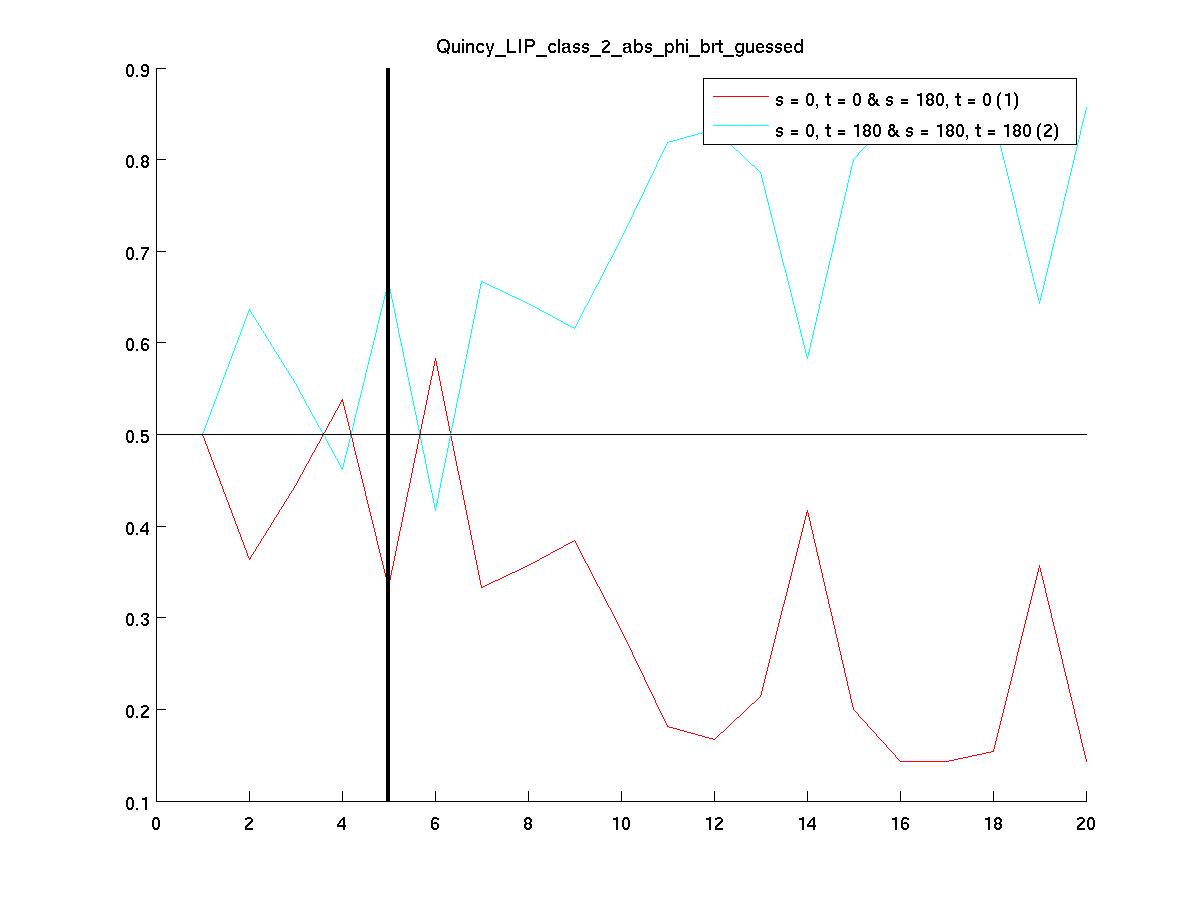 Quincy_LIP_class_2_abs_phi_brt_guessed
s = 0, t = 0 & s = 180, t = 0 (1)
s = 0, t = 180 & s = 180, t = 180 (2)
0.9
0.8
0.7
0.6
0.5
0.4
0.3
0.2
0.1
0 2 4 6 8 10 12 14 16 18 20